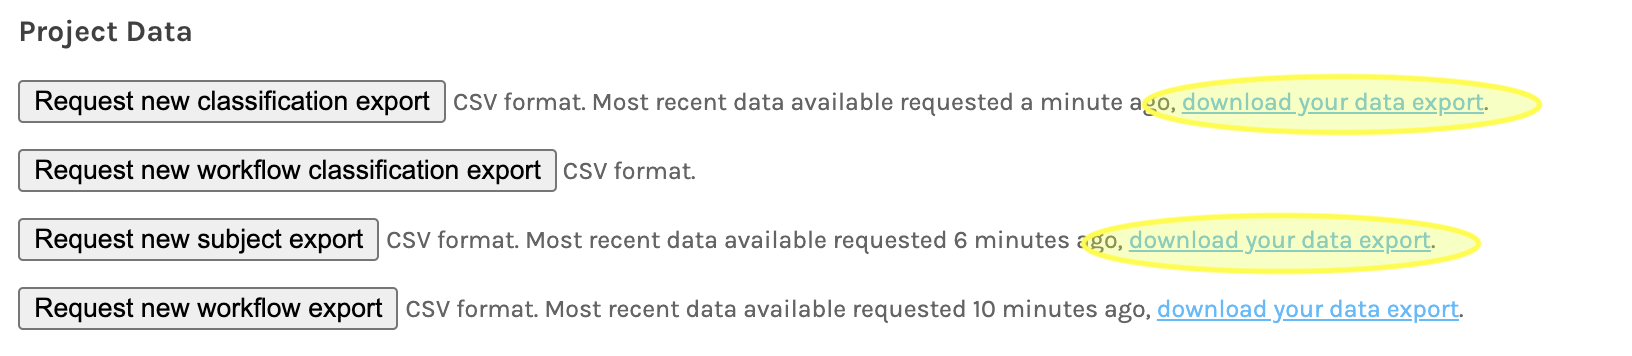 Project Data
Request new classification export CSV format. Most recent data available requested a minute ago, download your data export.
Request new workflow classification export CSV format.
Request new subject export CSV format. Most recent data available requested 6 minutes ago, download your data export.
Request new workflow export CSV format. Most recent data available requested 10 minutes ago, download your data export.